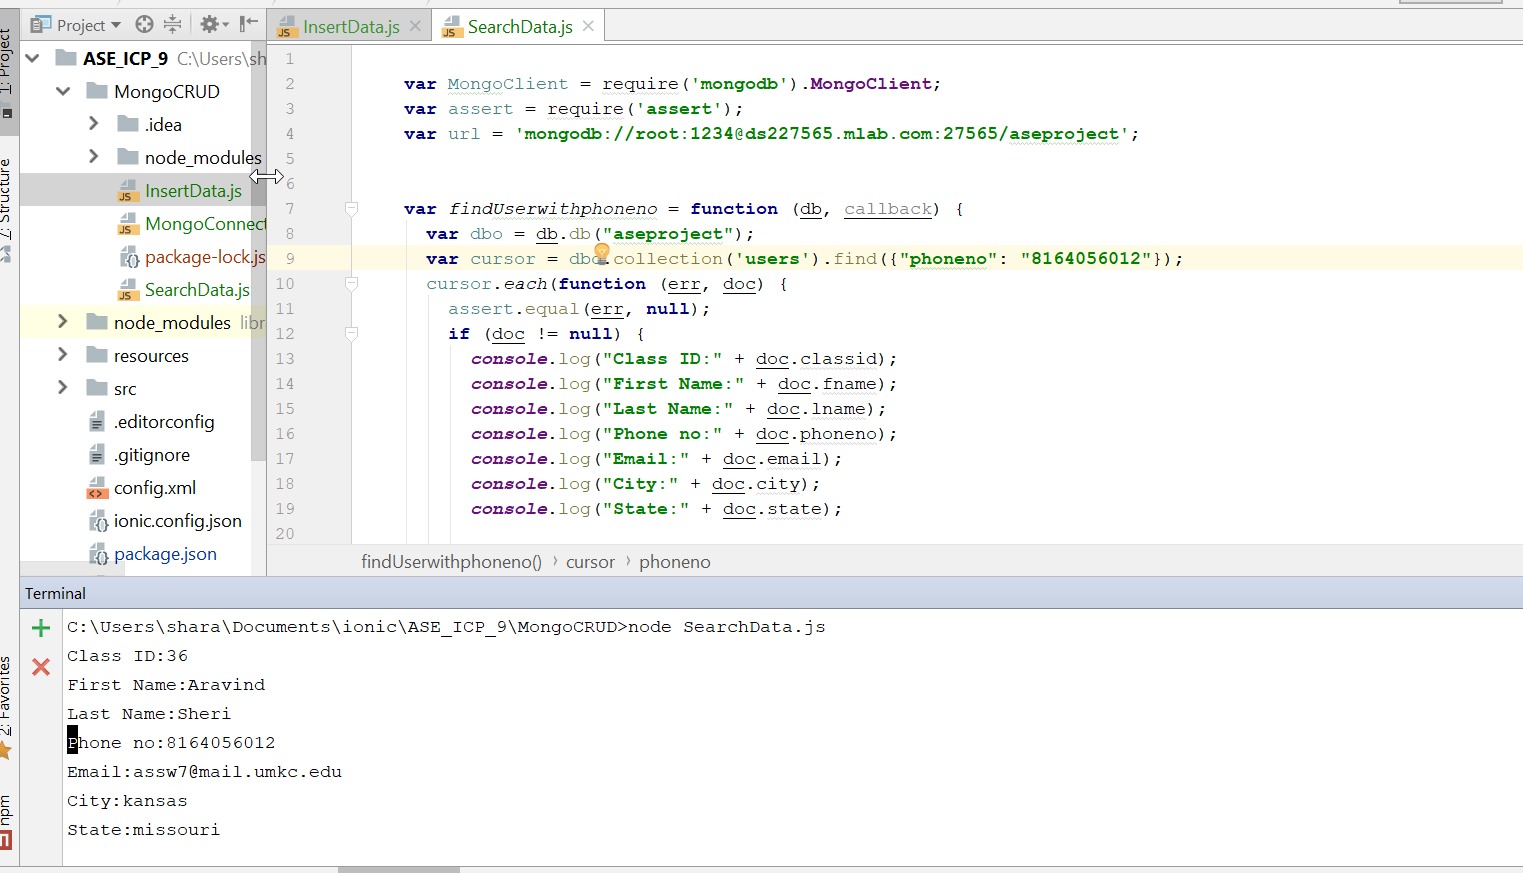 Project
InsertData.js
SearchData.js
1: Project
7: Structure
2: Favorites
npm
ASE_ICP_9 C:\Users\sh
MongoCRUD
.idea
node_modules
InsertData.js
MongoConnect
package-lock.js
SearchData.js
node_modules libr
resources
src
.editorconfig
.gitignore
config.xml
ionic.config.json
package.json
1
2 var MongoClient = require('mongodb').MongoClient;
3 var assert = require('assert');
4 var url = 'mongodb://root:1234@ds227565.mlab.com:27565/aseproject';
5
6
7 var findUserwithphoneno = function (db, callback) {
8 var dbo = db.db("aseproject");
9 var cursor = dbo.collection('users').find({"phoneno": "8164056012"});
10 cursor.each(function (err, doc) {
11 assert.equal(err, null);
12 if (doc != null) {
13 console.log("Class ID:" + doc.classid);
14 console.log("First Name:" + doc.fname);
15 console.log("Last Name:" + doc.lname);
16 console.log("Phone no:" + doc.phoneno);
17 console.log("Email:" + doc.email);
18 console.log("City:" + doc.city);
19 console.log("State:" + doc.state);
20
findUserwithphoneno() › cursor › phoneno
Terminal
C:\Users\shara\Documents\ionic\ASE_ICP_9\MongoCRUD>node SearchData.js
Class ID:36
First Name:Aravind
Last Name:Sheri
Phone no:8164056012
Email:assw7@mail.umkc.edu
City:kansas
State:missouri